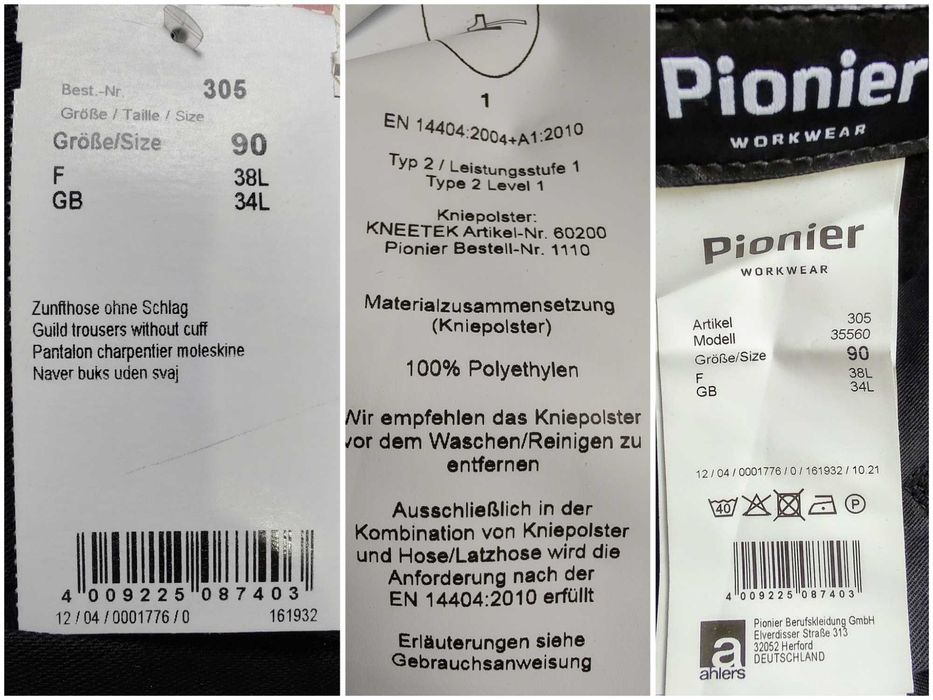 Best.-Nr. 305
Größe / Taille / Size
Größe/Size 90
F 38L
GB 34L
Zunfthose ohne Schlag
Guild trousers without cuff
Pantalon charpentier moleskine
Naver buks uden svaj
4 009225 087403
12 / 04 / 0001776 / 0 161932
1
EN 14404:2004+A1:2010
Typ 2 / Leistungsstufe 1
Type 2 Level 1
Kniepolster:
KNEETEK Artikel-Nr. 60200
Pionier Bestell-Nr. 1110
Materialzusammensetzung
(Kniepolster)
100% Polyethylen
Wir empfehlen das Kniepolster
vor dem Waschen/Reinigen zu
entfernen
Ausschließlich in der
Kombination von Kniepolster
und Hose/Latzhose wird die
Anforderung nach der
EN 14404:2010 erfüllt
Erläuterungen siehe
Gebrauchsanweisung
Pionier
WORKWEAR
Pionier
WORKWEAR
Artikel 305
Modell 35560
Größe/Size 90
F 38L
GB 34L
12 / 04 / 0001776 / 0 / 161932 / 10.21
40 P
4 009225 087403
a
ahlers
Pionier Berufskleidung GmbH
Elverdisser Straße 313
32052 Herford
DEUTSCHLAND